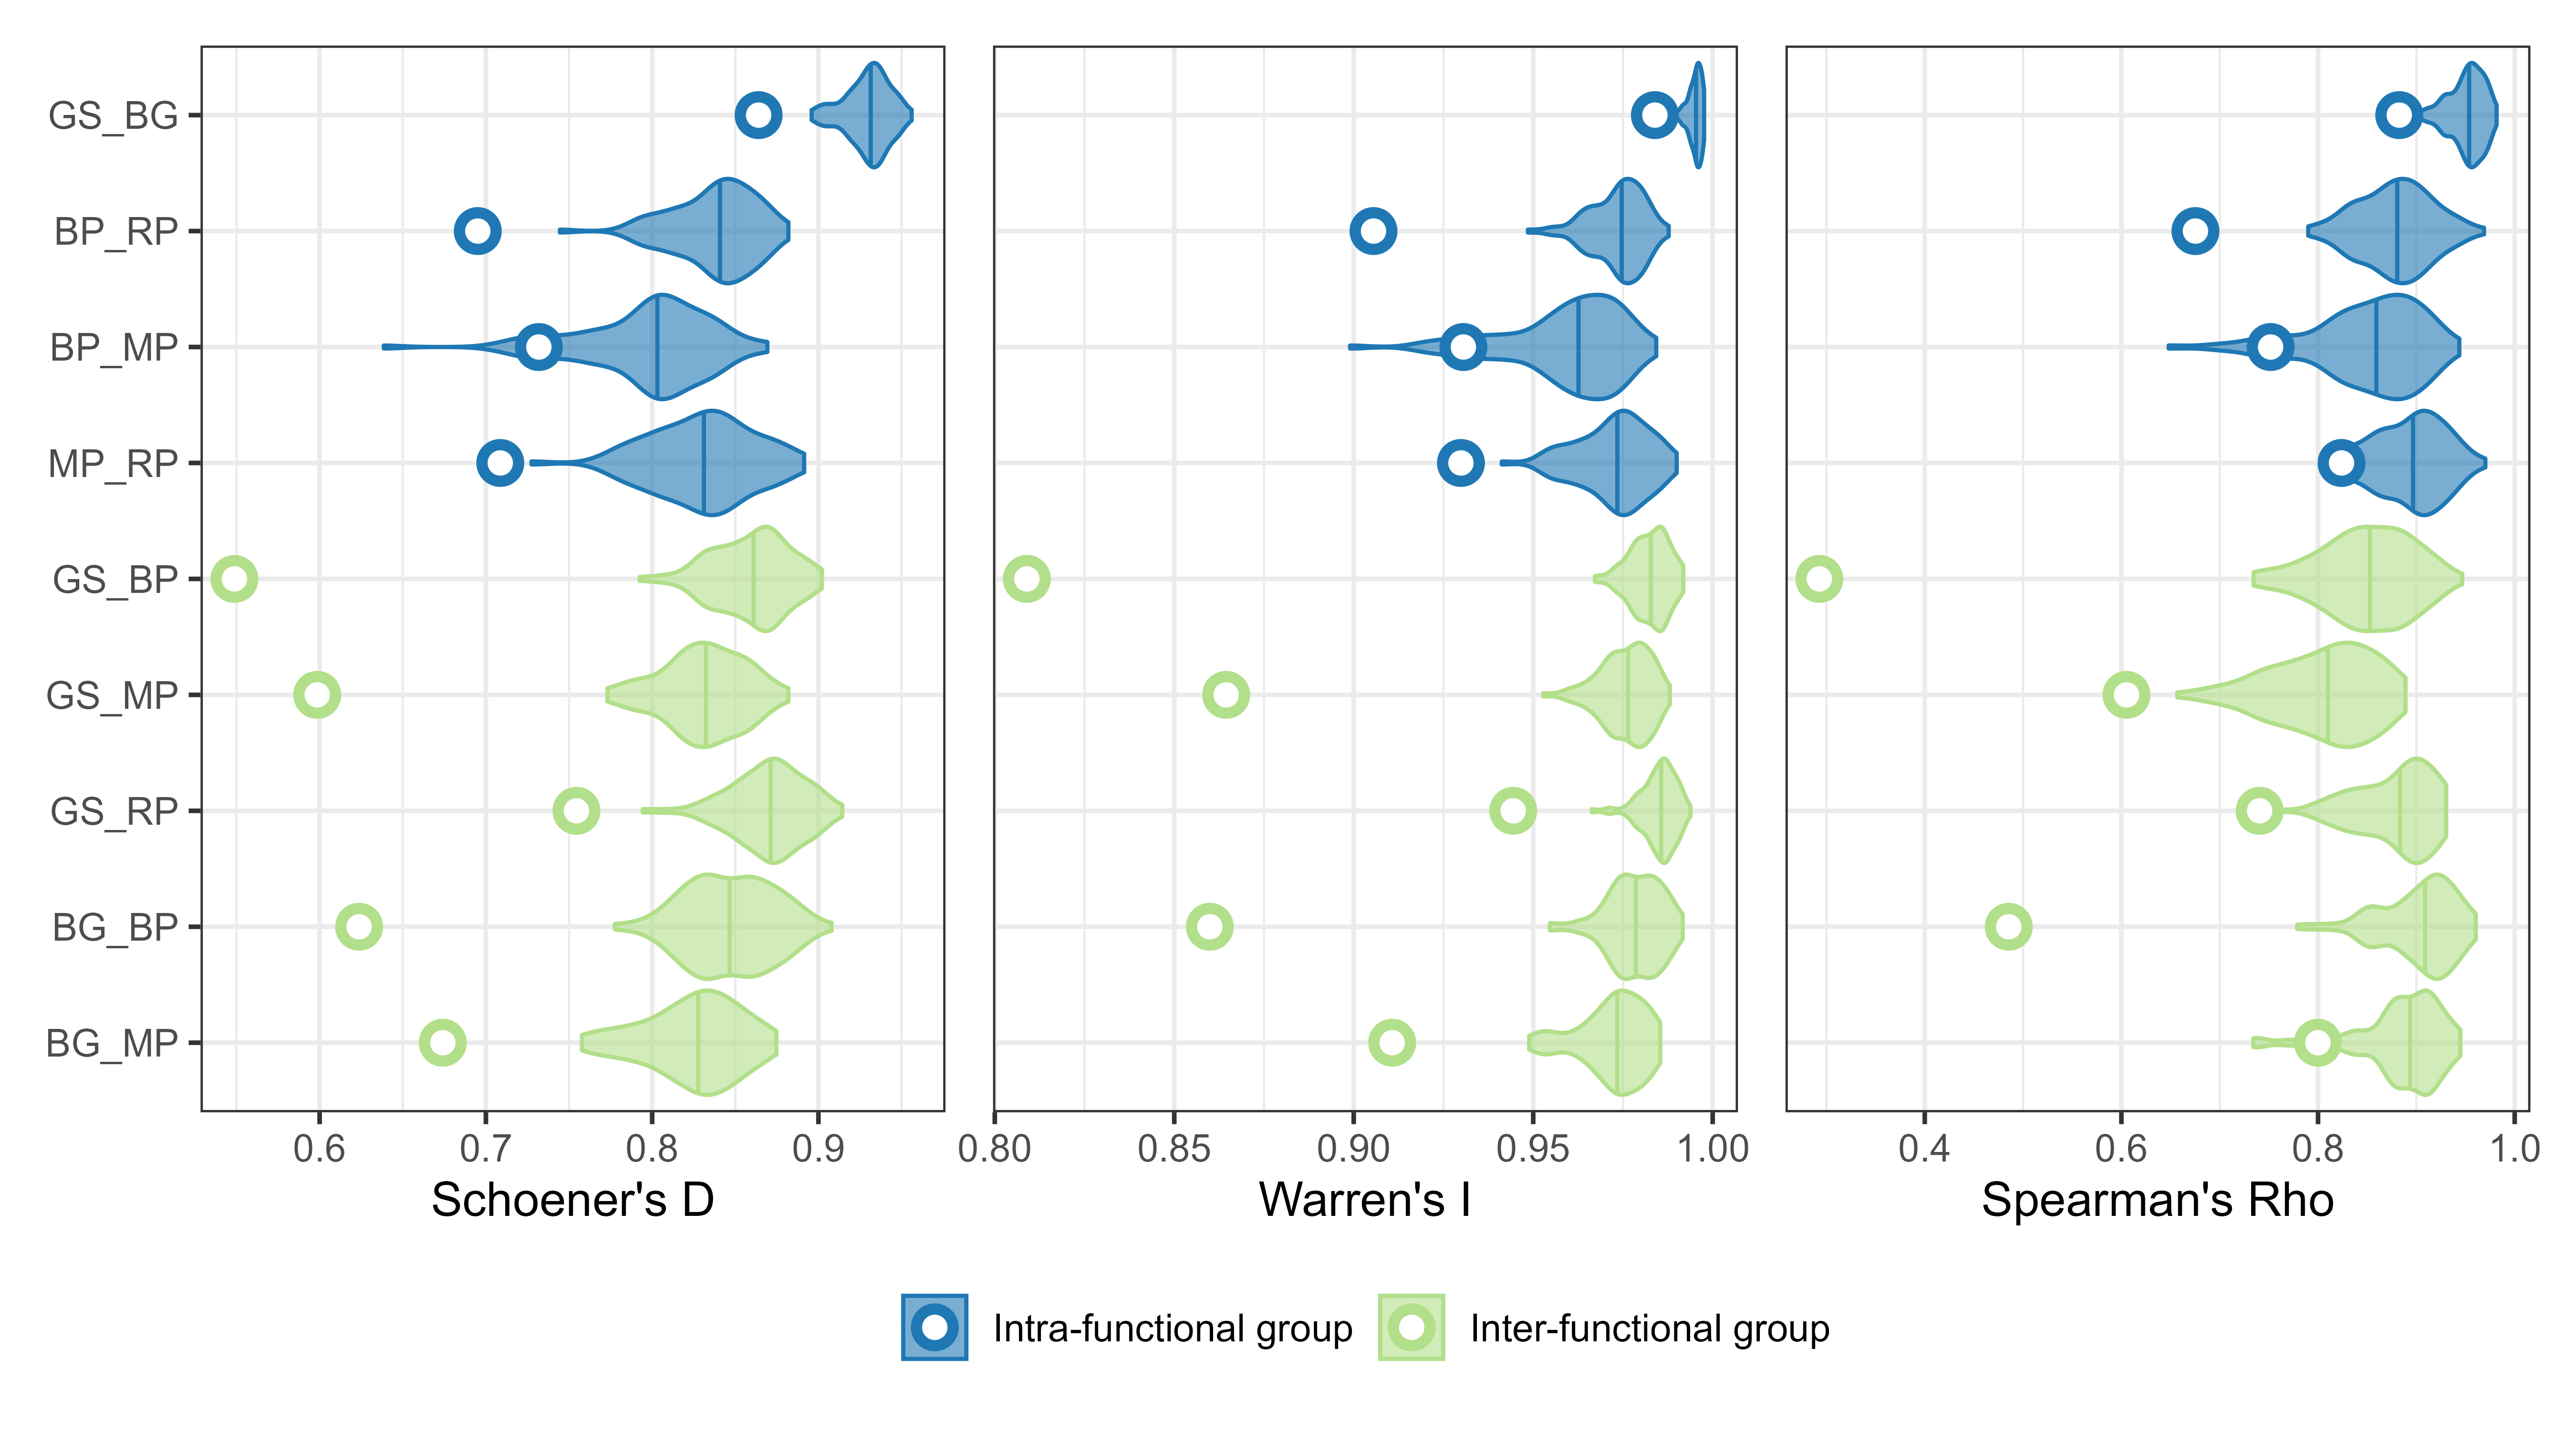 GS_BG
BP_RP
BP_MP
MP_RP
GS_BP
GS_MP
GS_RP
BG_BP
BG_MP
0.6 0.7 0.8 0.9
0.80 0.85 0.90 0.95 1.00
0.4 0.6 0.8 1.0
Schoener's D
Warren's I
Spearman's Rho
Intra-functional group
Inter-functional group